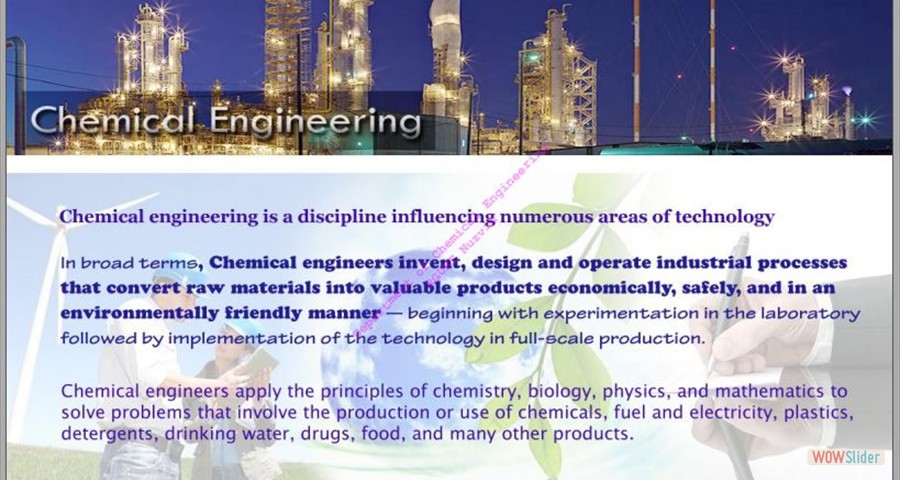 Chemical Engineering
Chemical engineering is a discipline influencing numerous areas of technology
In broad terms, Chemical engineers invent, design and operate industrial processes
that convert raw materials into valuable products economically, safely, and in an
environmentally friendly manner — beginning with experimentation in the laboratory
followed by implementation of the technology in full-scale production.
Chemical engineers apply the principles of chemistry, biology, physics, and mathematics to
solve problems that involve the production or use of chemicals, fuel and electricity, plastics,
detergents, drinking water, drugs, food, and many other products.
of Chemical Engineering
WOWSlider